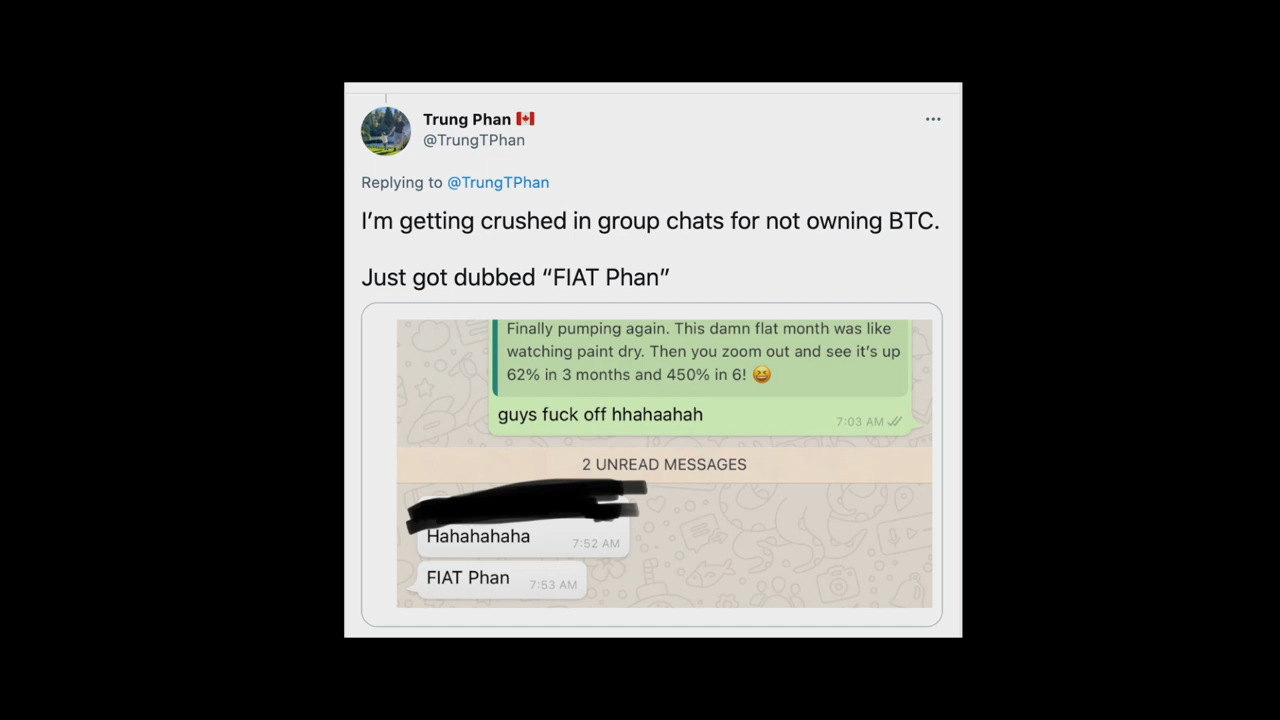 Trung Phan 🇨🇦
@TrungTPhan
Replying to @TrungTPhan
I’m getting crushed in group chats for not owning BTC.
Just got dubbed “FIAT Phan”
Finally pumping again. This damn flat month was like
watching paint dry. Then you zoom out and see it’s up
62% in 3 months and 450% in 6! 😆
guys fuck off hhahaahah
7:03 AM
2 UNREAD MESSAGES
Hahahahaha
7:52 AM
FIAT Phan
7:53 AM